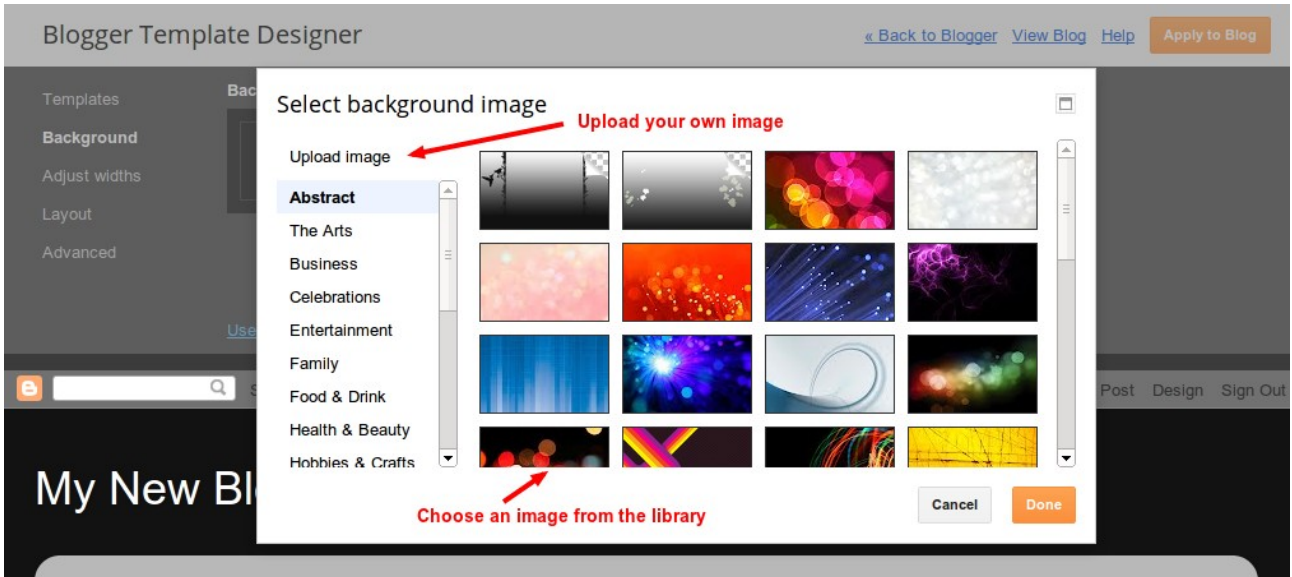 Blogger Template Designer
« Back to Blogger View Blog Help Apply to Blog
Templates
Background
Adjust widths
Layout
Advanced
Select background image
Upload your own image
Upload image
Abstract
The Arts
Business
Celebrations
Entertainment
Family
Food & Drink
Health & Beauty
Hobbies & Crafts
Choose an image from the library
Cancel Done
Use
Post Design Sign Out
My New